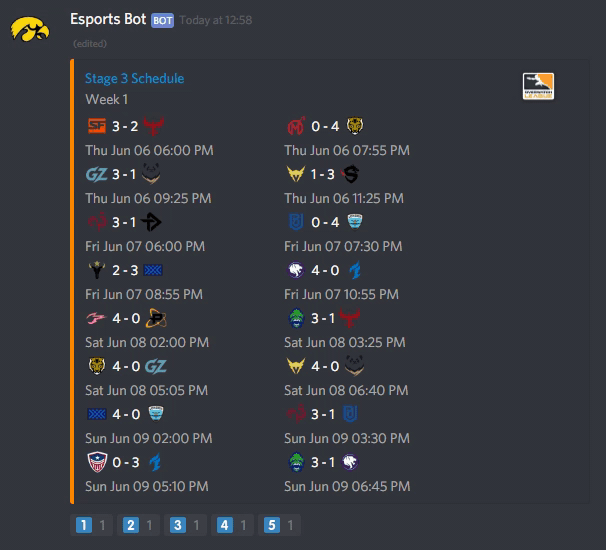 Esports Bot BOT Today at 12:58
(edited)
Stage 3 Schedule
Week 1
SF 3 - 2 0 - 4
Thu Jun 06 06:00 PM Thu Jun 06 07:55 PM
GZ 3 - 1 1 - 3
Thu Jun 06 09:25 PM Thu Jun 06 11:25 PM
3 - 1 0 - 4
Fri Jun 07 06:00 PM Fri Jun 07 07:30 PM
2 - 3 4 - 0
Fri Jun 07 08:55 PM Fri Jun 07 10:55 PM
4 - 0 3 - 1
Sat Jun 08 02:00 PM Sat Jun 08 03:25 PM
4 - 0 GZ 4 - 0
Sat Jun 08 05:05 PM Sat Jun 08 06:40 PM
4 - 0 3 - 1
Sun Jun 09 02:00 PM Sun Jun 09 03:30 PM
0 - 3 3 - 1
Sun Jun 09 05:10 PM Sun Jun 09 06:45 PM
1 1 2 1 3 1 4 1 5 1